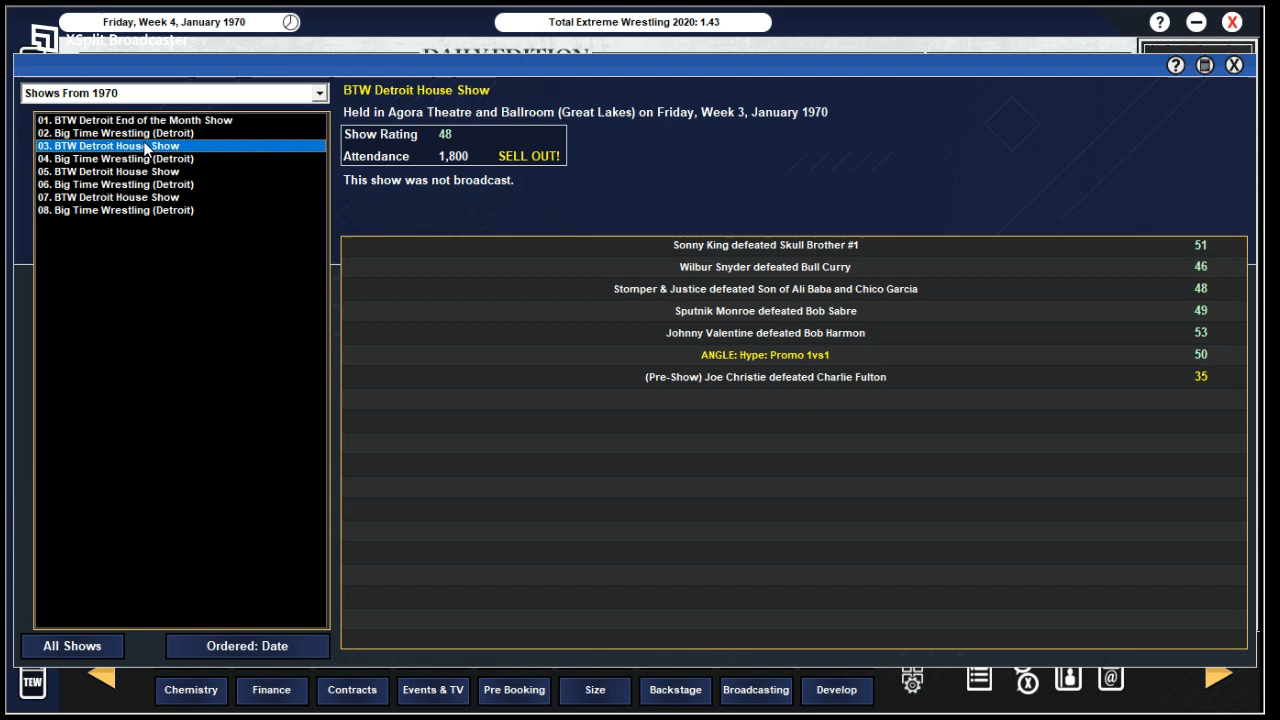 Friday, Week 4, January 1970
Total Extreme Wrestling 2020: 1.43
?
X
XSplit Broadcaster
DAILY EDITION
?
X
Shows From 1970
01. BTW Detroit End of the Month Show
02. Big Time Wrestling (Detroit)
03. BTW Detroit House Show
04. Big Time Wrestling (Detroit)
05. BTW Detroit House Show
06. Big Time Wrestling (Detroit)
07. BTW Detroit House Show
08. Big Time Wrestling (Detroit)
All Shows
Ordered: Date
BTW Detroit House Show
Held in Agora Theatre and Ballroom (Great Lakes) on Friday, Week 3, January 1970
Show Rating 48
Attendance 1,800 SELL OUT!
This show was not broadcast.
Sonny King defeated Skull Brother #1 51
Wilbur Snyder defeated Bull Curry 46
Stomper & Justice defeated Son of Ali Baba and Chico Garcia 48
Sputnik Monroe defeated Bob Sabre 49
Johnny Valentine defeated Bob Harmon 53
ANGLE: Hype: Promo 1vs1 50
(Pre-Show) Joe Christie defeated Charlie Fulton 35
TEW
Chemistry
Finance
Contracts
Events & TV
Pre Booking
Size
Backstage
Broadcasting
Develop
X
@